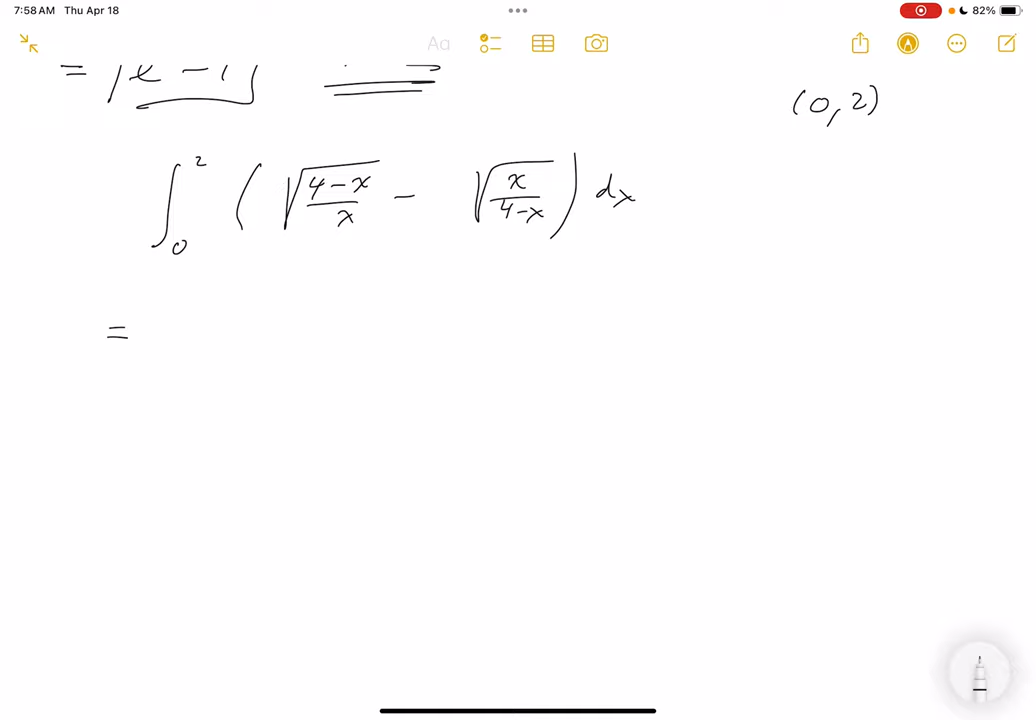 7:58 AM Thu Apr 18 82%
Aa
(0, 2)
∫₀² ( √((4-x)/x) - √(x/(4-x)) ) dx
=